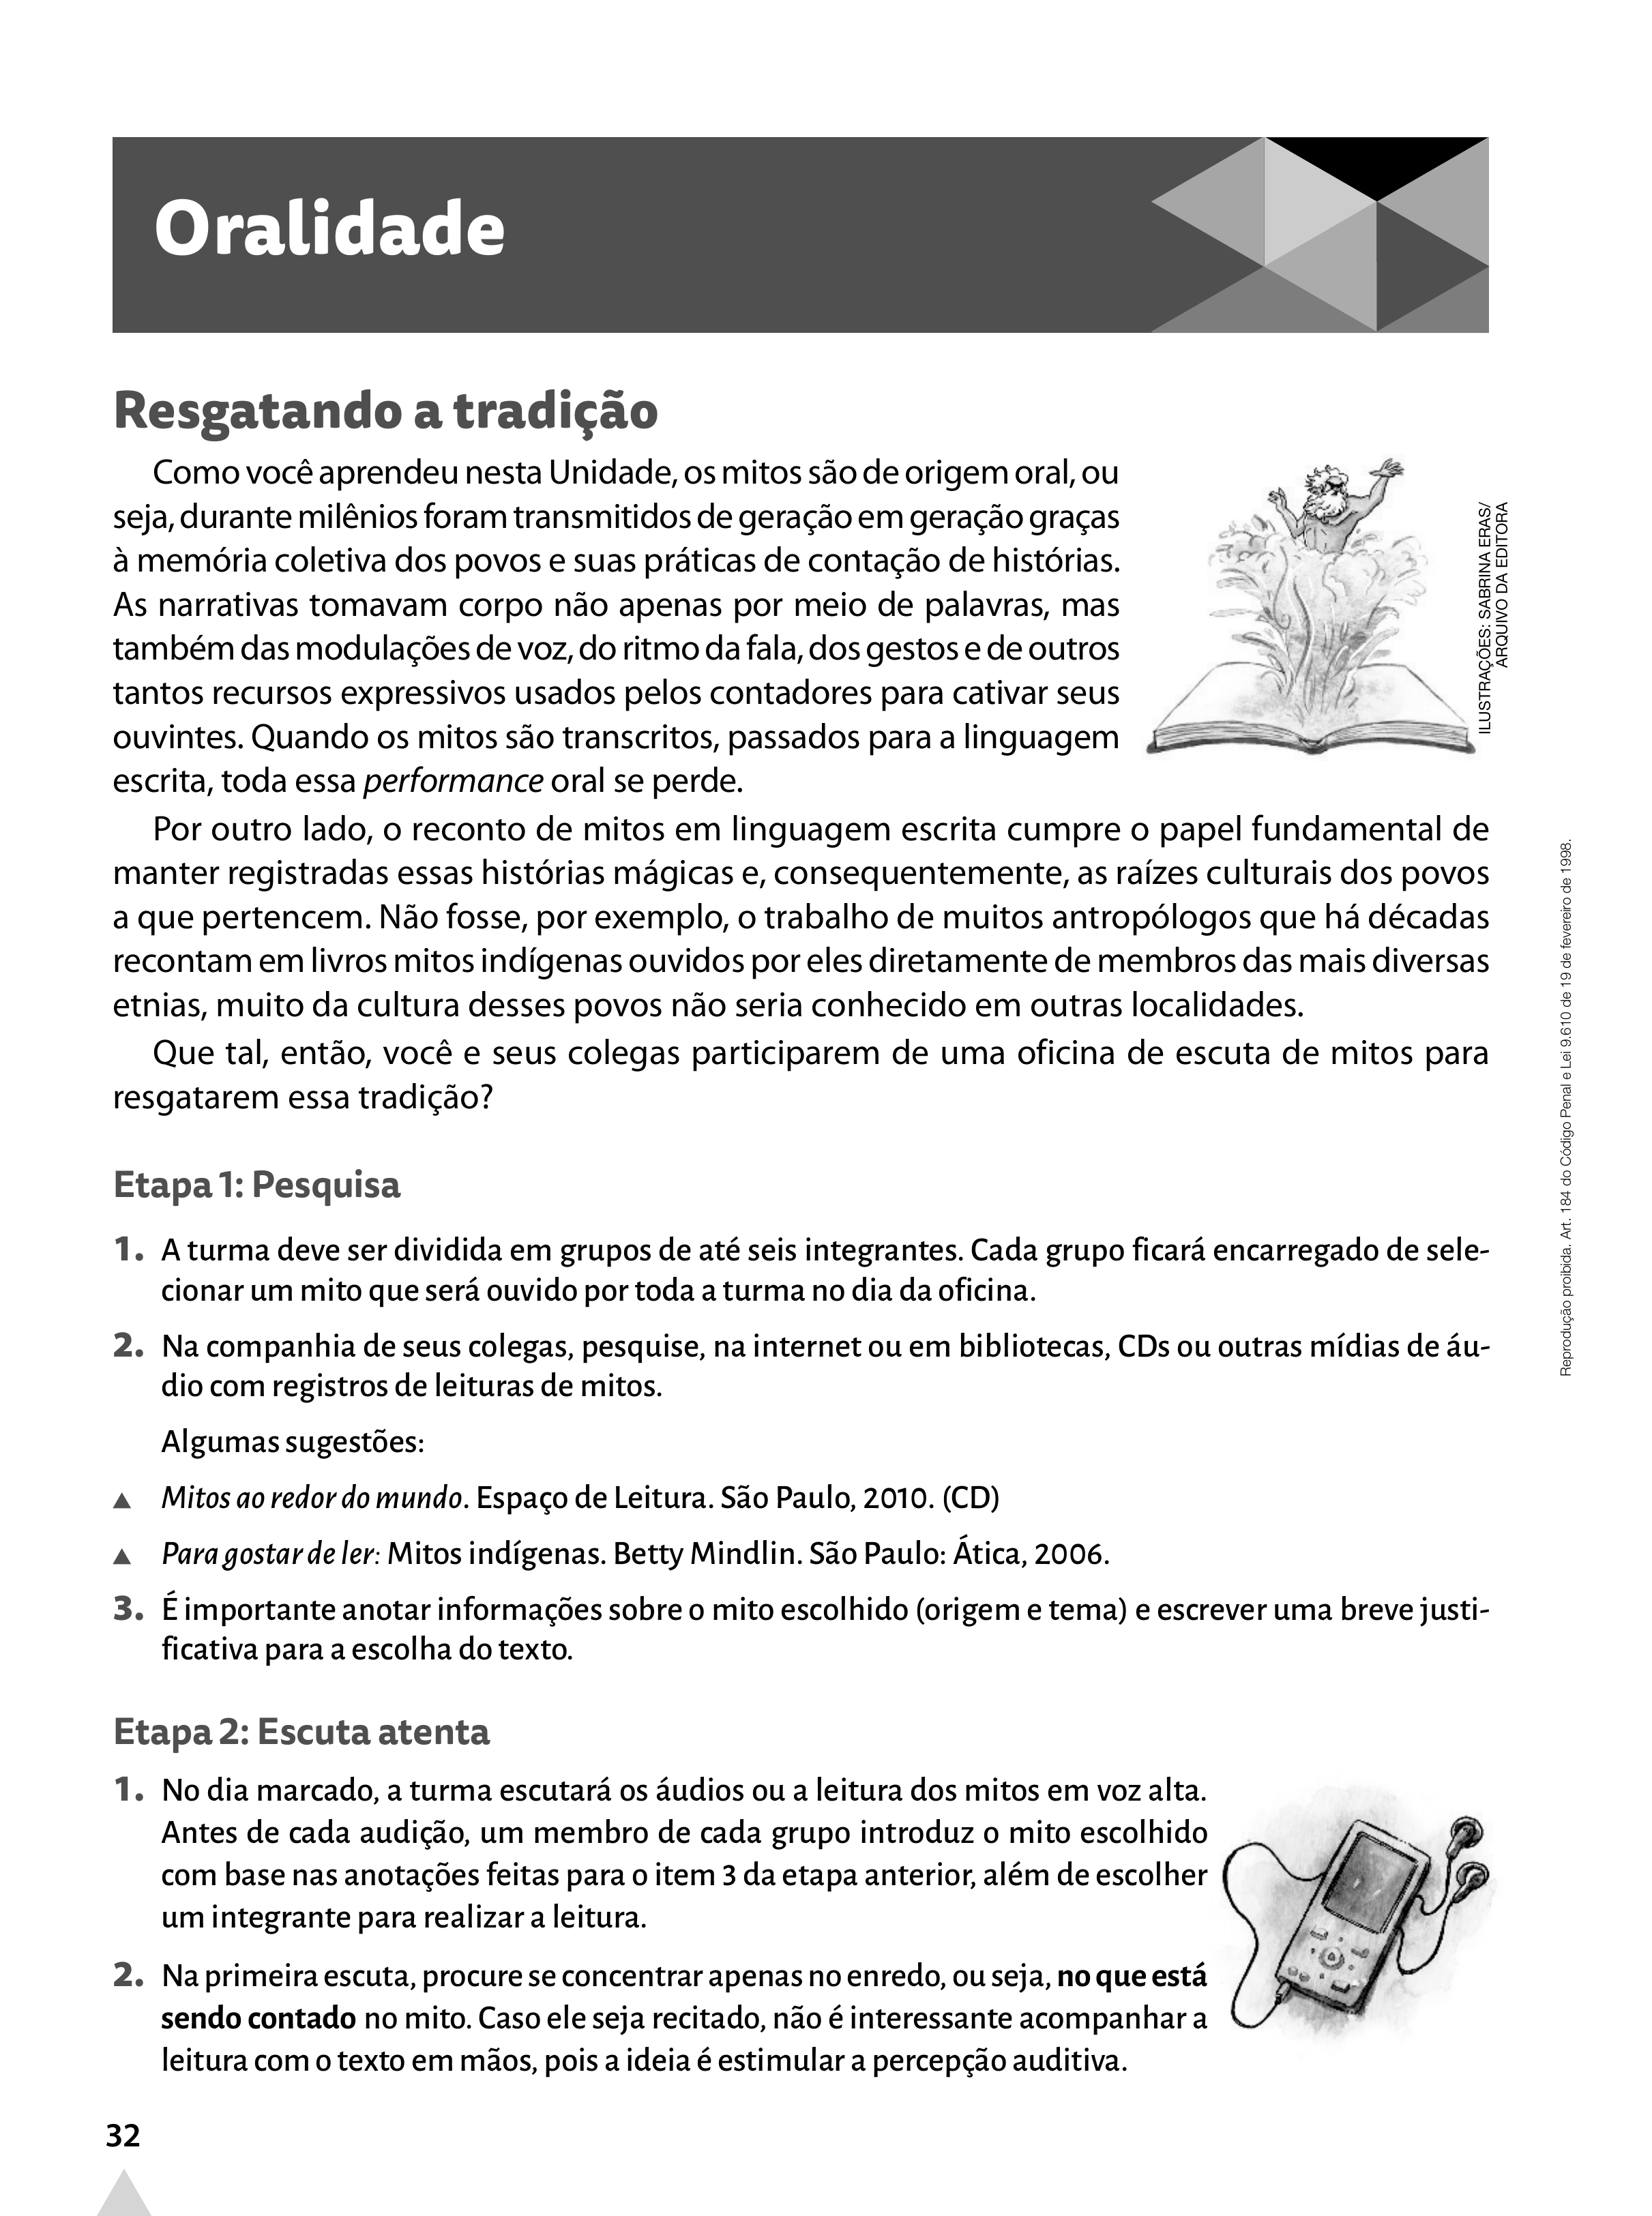 Oralidade
Resgatando a tradição
Como você aprendeu nesta Unidade, os mitos são de origem oral, ou
seja, durante milênios foram transmitidos de geração em geração graças
à memória coletiva dos povos e suas práticas de contação de histórias.
As narrativas tomavam corpo não apenas por meio de palavras, mas
também das modulações de voz, do ritmo da fala, dos gestos e de outros
tantos recursos expressivos usados pelos contadores para cativar seus
ouvintes. Quando os mitos são transcritos, passados para a linguagem
escrita, toda essa performance oral se perde.
ILUSTRAÇÕES: SABRINA ERAS/
ARQUIVO DA EDITORA
Por outro lado, o reconto de mitos em linguagem escrita cumpre o papel fundamental de
manter registradas essas histórias mágicas e, consequentemente, as raízes culturais dos povos
a que pertencem. Não fosse, por exemplo, o trabalho de muitos antropólogos que há décadas
recontam em livros mitos indígenas ouvidos por eles diretamente de membros das mais diversas
etnias, muito da cultura desses povos não seria conhecido em outras localidades.
Que tal, então, você e seus colegas participarem de uma oficina de escuta de mitos para
resgatarem essa tradição?
Etapa 1: Pesquisa
1. A turma deve ser dividida em grupos de até seis integrantes. Cada grupo ficará encarregado de sele-
cionar um mito que será ouvido por toda a turma no dia da oficina.
2. Na companhia de seus colegas, pesquise, na internet ou em bibliotecas, CDs ou outras mídias de áu-
dio com registros de leituras de mitos.
Algumas sugestões:
▲ Mitos ao redor do mundo. Espaço de Leitura. São Paulo, 2010. (CD)
▲ Para gostar de ler: Mitos indígenas. Betty Mindlin. São Paulo: Ática, 2006.
3. É importante anotar informações sobre o mito escolhido (origem e tema) e escrever uma breve justi-
ficativa para a escolha do texto.
Etapa 2: Escuta atenta
1. No dia marcado, a turma escutará os áudios ou a leitura dos mitos em voz alta.
Antes de cada audição, um membro de cada grupo introduz o mito escolhido
com base nas anotações feitas para o item 3 da etapa anterior, além de escolher
um integrante para realizar a leitura.
2. Na primeira escuta, procure se concentrar apenas no enredo, ou seja, no que está
sendo contado no mito. Caso ele seja recitado, não é interessante acompanhar a
leitura com o texto em mãos, pois a ideia é estimular a percepção auditiva.
Reprodução proibida. Art. 184 do Código Penal e Lei 9.610 de 19 de fevereiro de 1998.
32